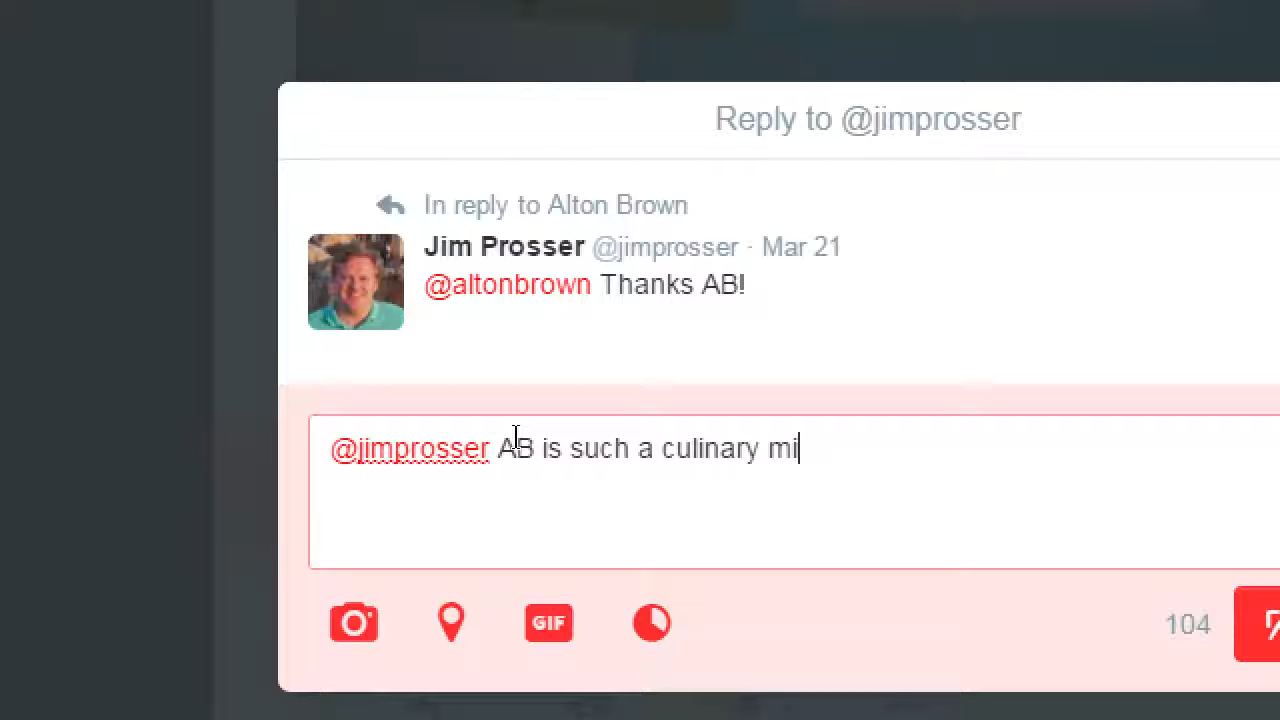 Reply to @jimprosser
In reply to Alton Brown
Jim Prosser @jimprosser · Mar 21
@altonbrown Thanks AB!
@jimprosser AB is such a culinary mi
GIF
104